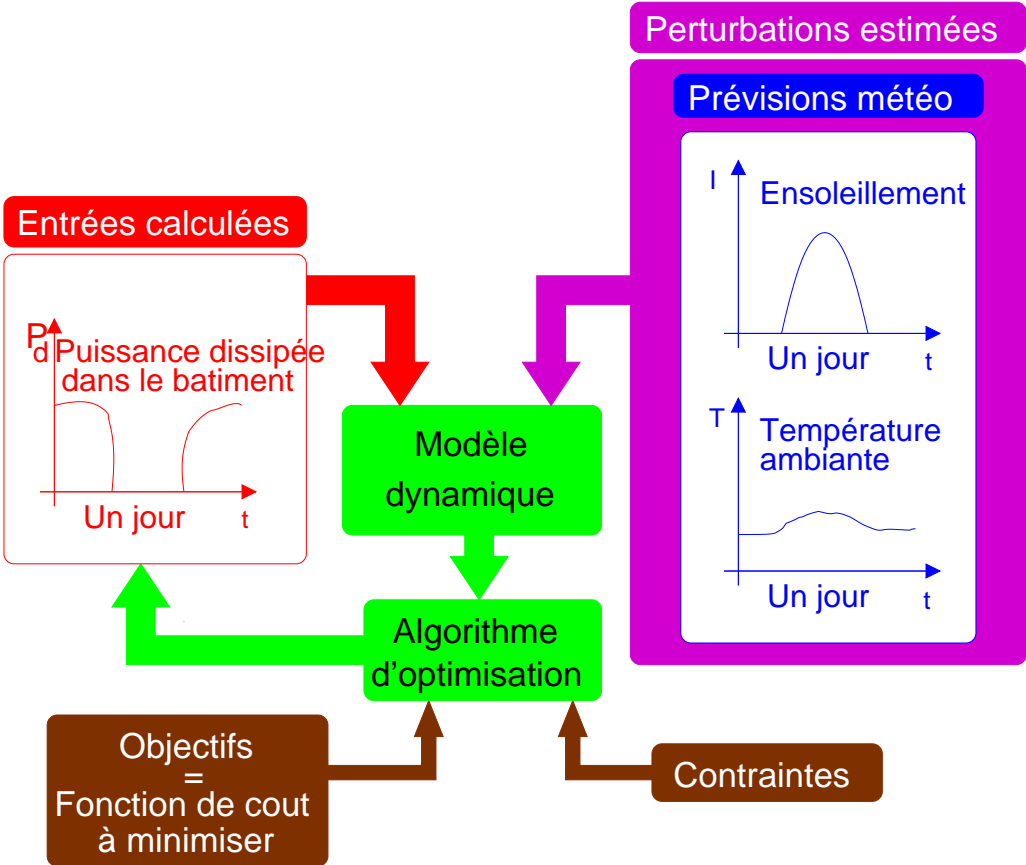 Perturbations estimées
Prévisions météo
I
Ensoleillement
Un jour
t
T
Température
ambiante
Un jour
t
Entrées calculées
Pd
Puissance dissipée
dans le batiment
Un jour
t
Modèle
dynamique
Algorithme
d'optimisation
Objectifs
=
Fonction de cout
à minimiser
Contraintes